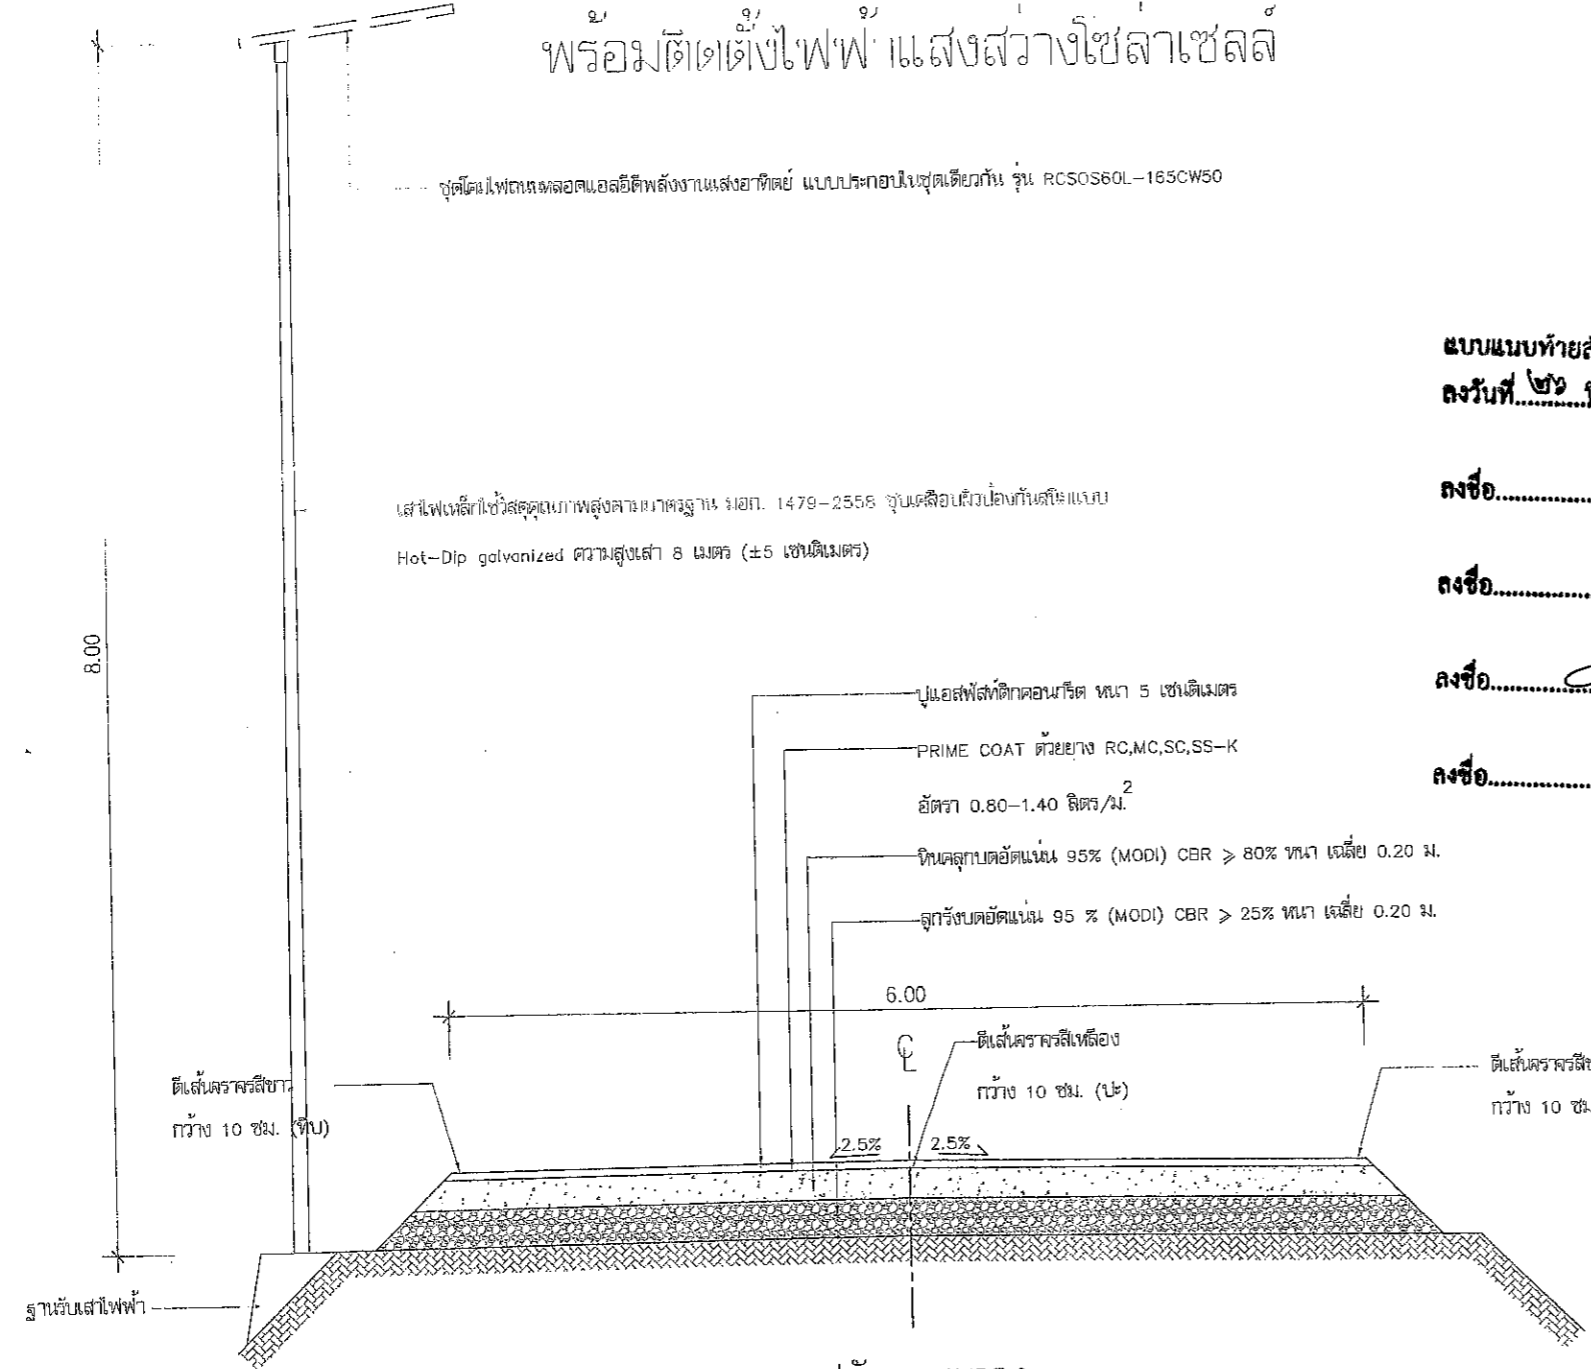 พร้อมติดตั้งไฟฟ้าแสงสว่างโซล่าเซลล์
ชุดโคมไฟถนนหลอดแอลอีดีพลังงานแสงอาทิตย์ แบบประกอบในชุดเดียวกัน รุ่น RCSOS60L-165CW50
แบบแนบท้าย
ลงวันที่ ๒๖
ลงชื่อ
เสาไฟเหล็กใช้วัสดุคุณภาพสูงตามมาตรฐาน มอก. 1479-2558 ชุบเคลือบผิวป้องกันสนิมแบบ
Hot-Dip galvanized ความสูงเสา 8 เมตร (±5 เซนติเมตร)
ลงชื่อ
8.00
ลงชื่อ
ปูแอสฟัสท์ติกคอนกรีต หนา 5 เซนติเมตร
PRIME COAT ด้วยยาง RC,MC,SC,SS-K
ลงชื่อ
อัตรา 0.80-1.40 ลิตร/ม.2
หินคลุกบดอัดแน่น 95% (MODI) CBR ⩾ 80% หนา เฉลี่ย 0.20 ม.
ลูกรังบดอัดแน่น 95 % (MODI) CBR ⩾ 25% หนา เฉลี่ย 0.20 ม.
6.00
CL
ตีเส้นจราจรสีเหลือง
กว้าง 10 ซม. (ปะ)
ตีเส้นจราจรสีขาว
กว้าง 10 ซม. (ทึบ)
ตีเส้นจราจรสี
กว้าง 10 ซม
2.5% 2.5%
ฐานรับเสาไฟฟ้า